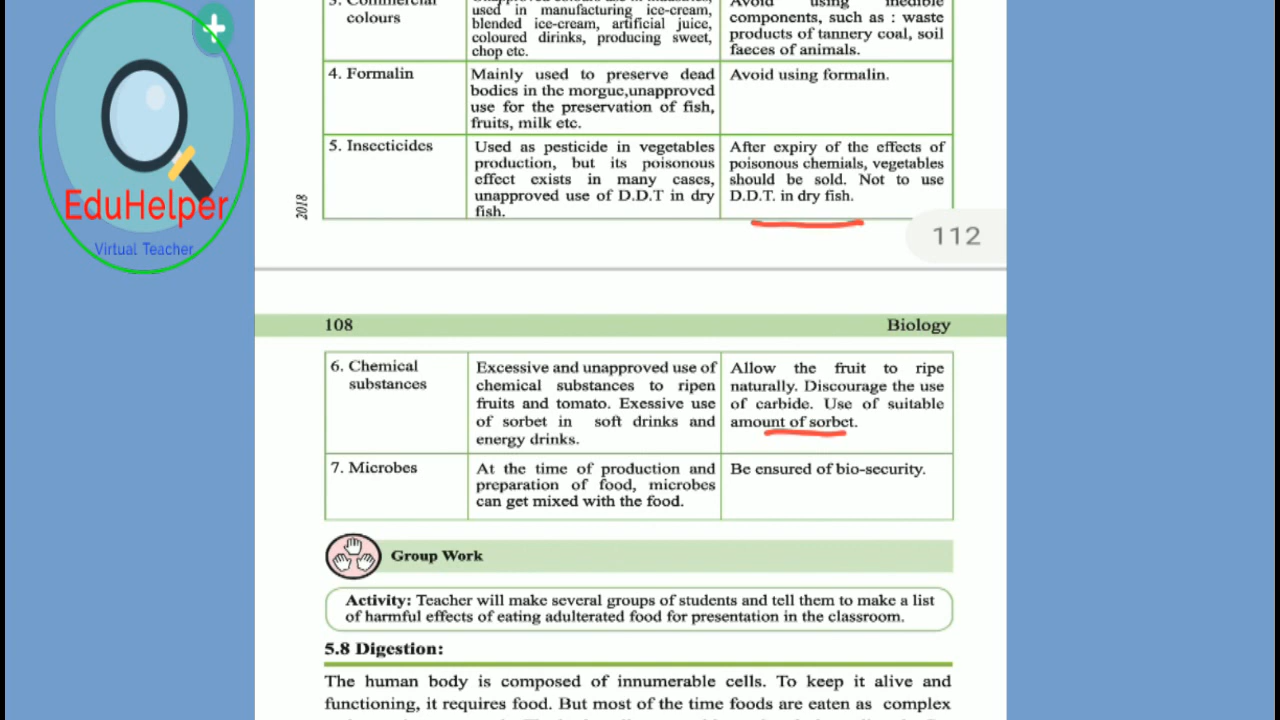 EduHelper
Virtual Teacher
3. Commercial
colours
used in manufacturing ice-cream,
blended ice-cream, artificial juice,
coloured dirinks, producing sweet,
chop etc.
Avoid using inedible
components, such as : waste
products of tannery coal, soil
faeces of animals.
4. Formalin
Mainly used to preserve dead
bodies in the morgue,unapproved
use for the preservation of fish,
fruits, milk etc.
Avoid using formalin.
5. Insecticides
Used as pesticide in vegetables
production, but its poisonous
effect exists in many cases,
unapproved use of D.D.T in dry
fish.
After expiry of the effects of
poisonous chemials, vegetables
should be sold. Not to use
D.D.T. in dry fish.
2018
112
108
Biology
6. Chemical
substances
Excessive and unapproved use of
chemical substances to ripen
fruits and tomato. Exessive use
of sorbet in soft drinks and
energy drinks.
Allow the fruit to ripe
naturally. Discourage the use
of carbide. Use of suitable
amount of sorbet.
7. Microbes
At the time of production and
preparation of food, microbes
can get mixed with the food.
Be ensured of bio-security.
Group Work
Activity: Teacher will make several groups of students and tell them to make a list
of harmful effects of eating adulterated food for presentation in the classroom.
5.8 Digestion:
The human body is composed of innumerable cells. To keep it alive and
functioning, it requires food. But most of the time foods are eaten as complex